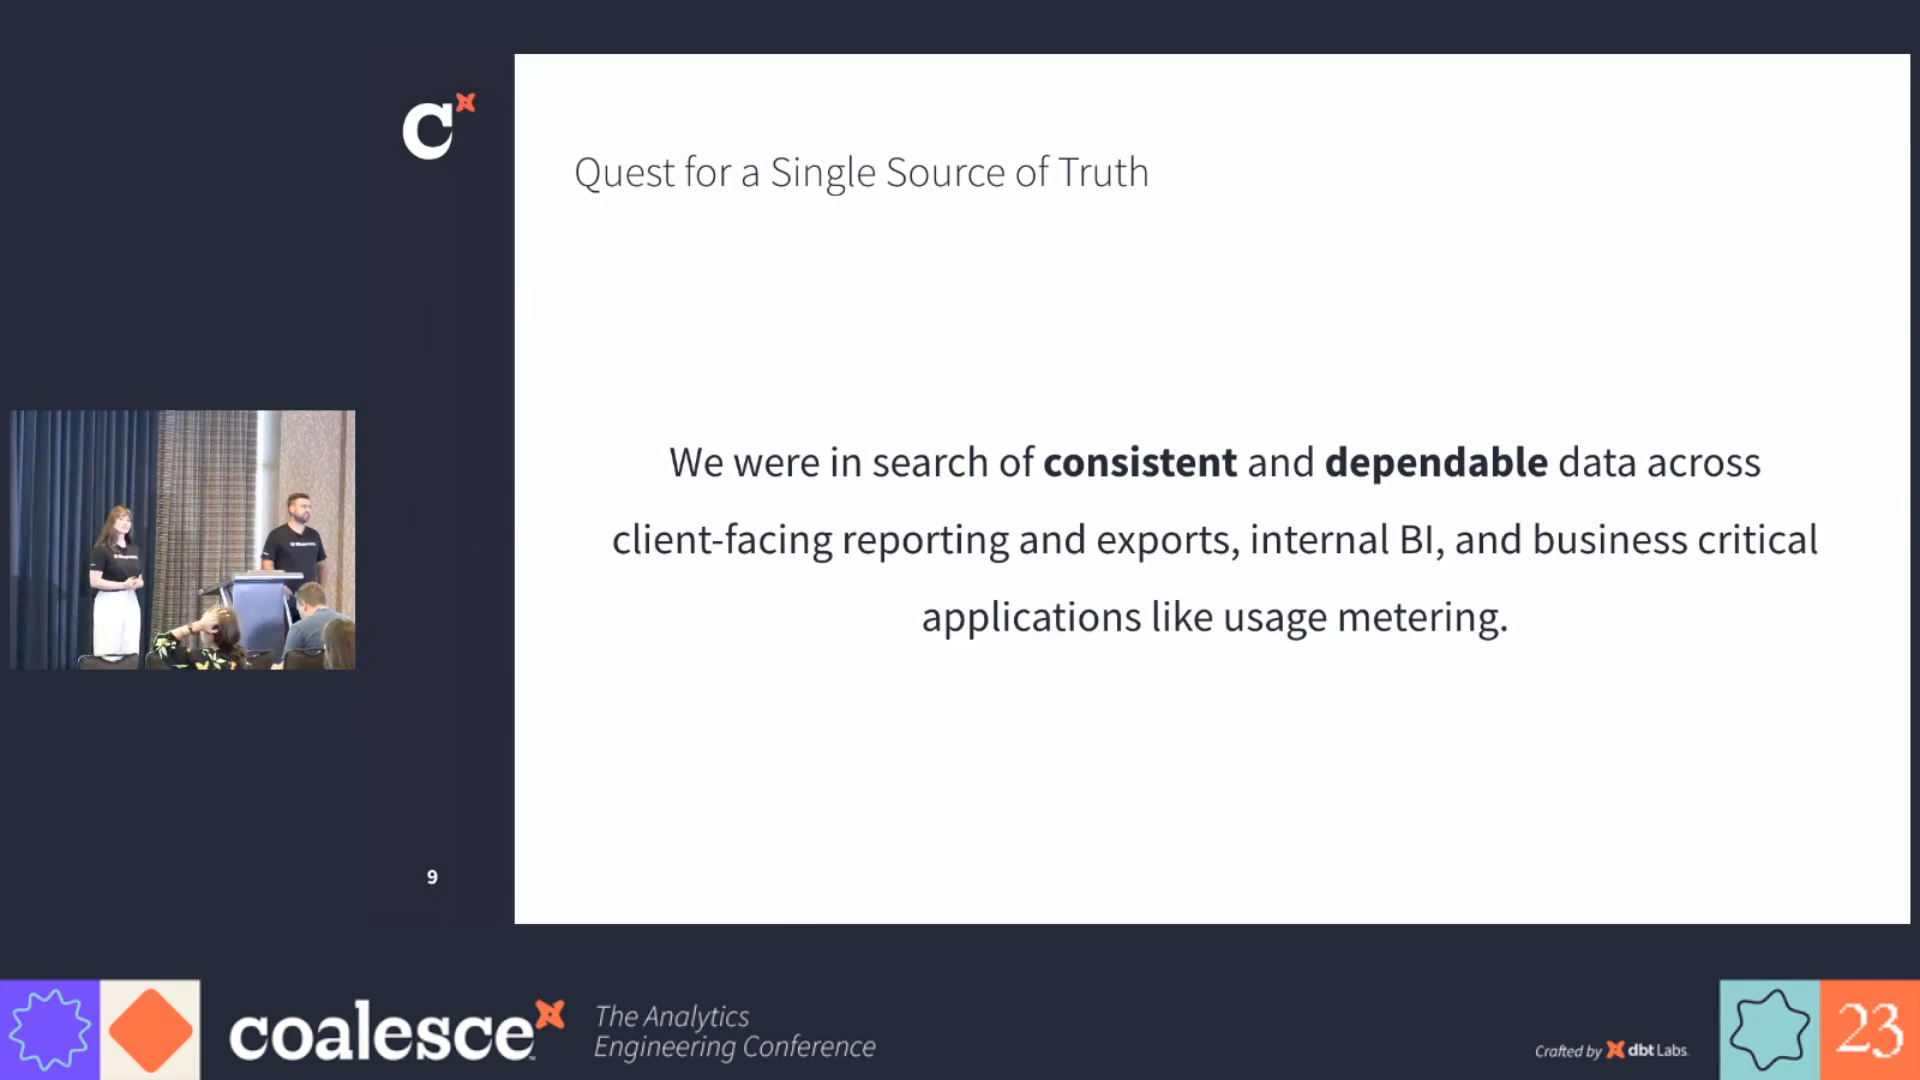 Quest for a Single Source of Truth
We were in search of consistent and dependable data across
client-facing reporting and exports, internal BI, and business critical
applications like usage metering.
9
coalesce
The Analytics
Engineering Conference
Crafted by dbt Labs
23